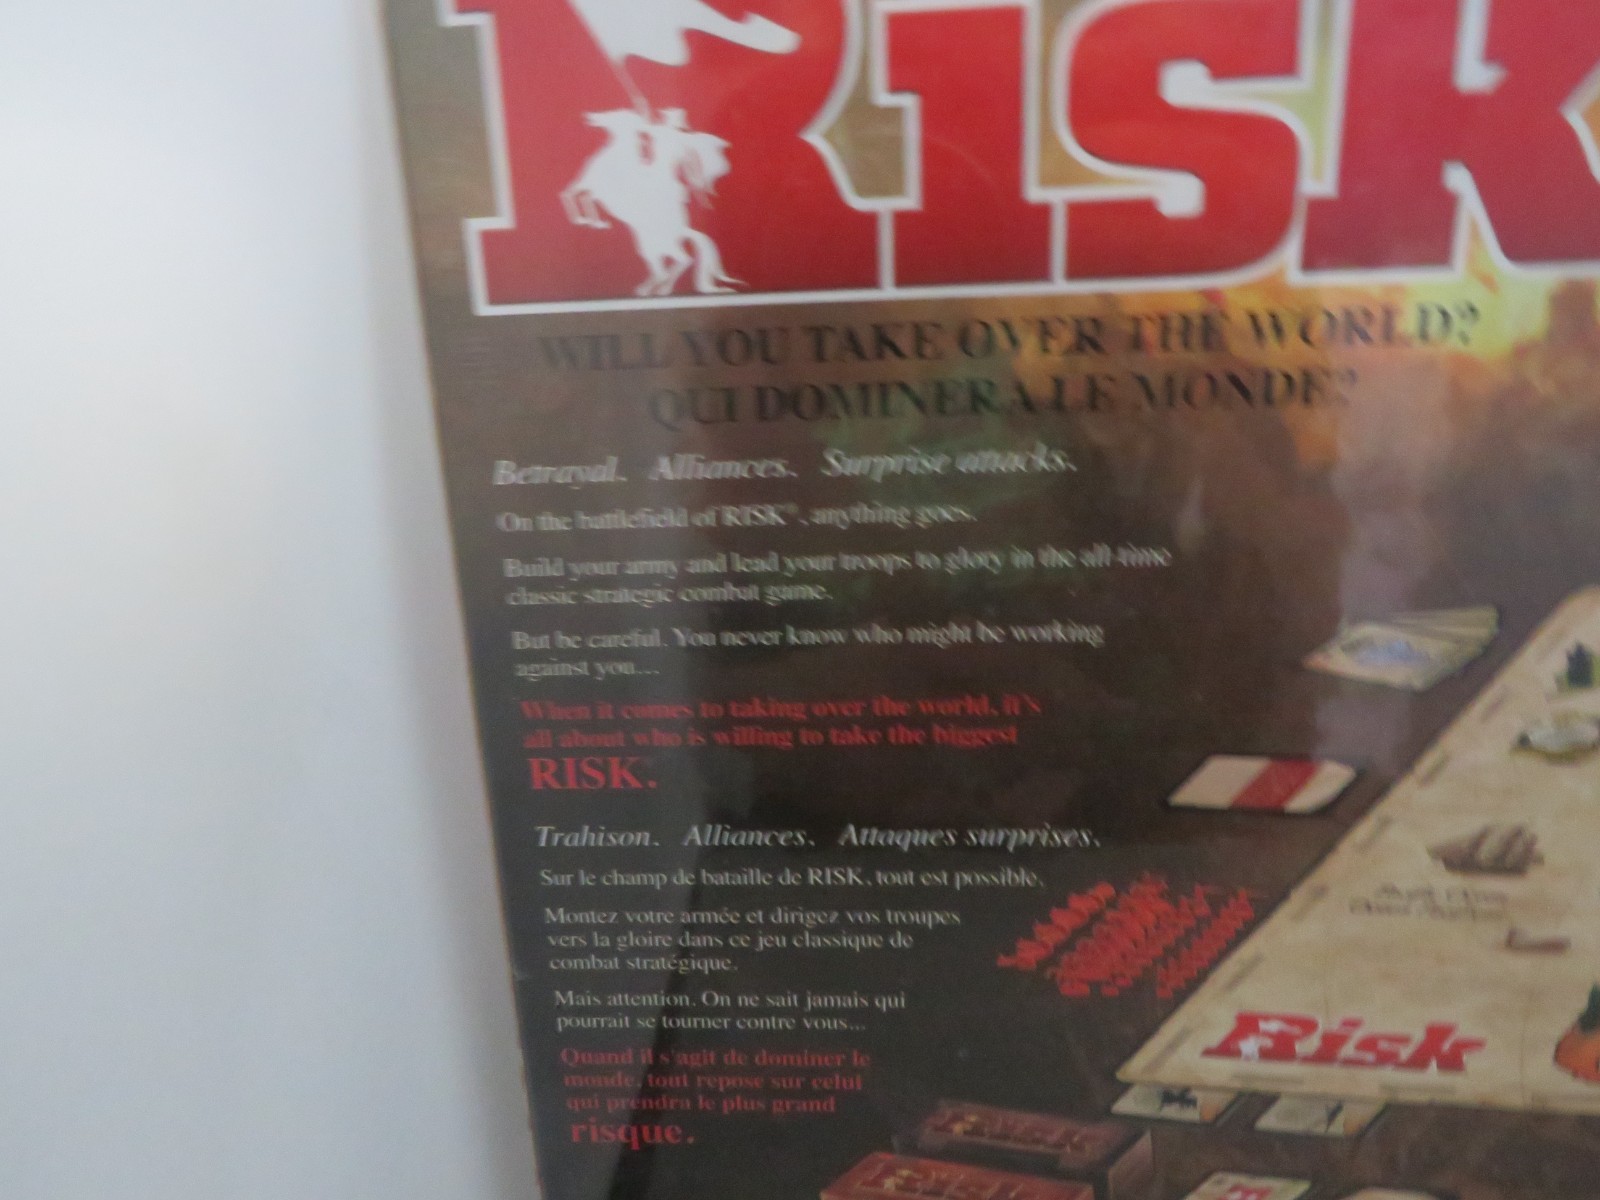 RISK
WILL YOU TAKE OVER THE WORLD?
QUI DOMINERA LE MONDE?
Betrayal. Alliances. Surprise attacks.
On the battlefield of RISK®, anything goes.
Build your army and lead your troops to glory in the all-time
classic strategic combat game.
But be careful. You never know who might be working
against you...
When it comes to taking over the world, it's
all about who is willing to take the biggest
RISK.
Trahison. Alliances. Attaques surprises.
Sur le champ de bataille de RISK, tout est possible.
Montez votre armée et dirigez vos troupes
vers la gloire dans ce jeu classique de
combat stratégique.
Mais attention. On ne sait jamais qui
pourrait se tourner contre vous...
Quand il s'agit de dominer le
monde, tout repose sur celui
qui prendra le plus grand
risque.
RISK
RISK
RISK